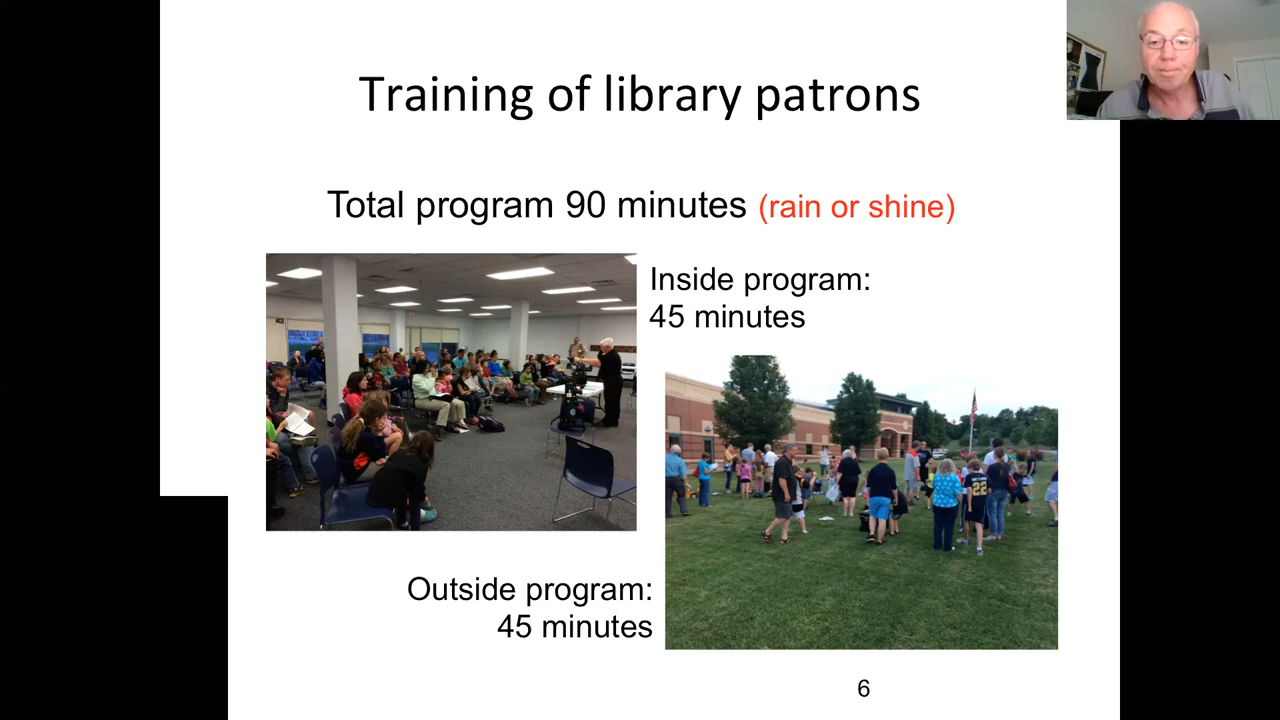 Training of library patrons
Total program 90 minutes (rain or shine)
Inside program:
45 minutes
22
Outside program:
45 minutes
6